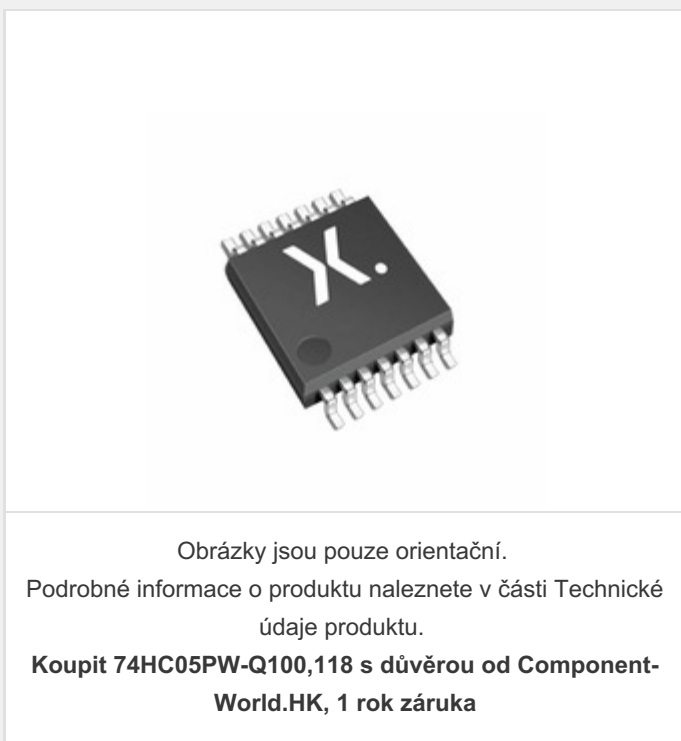 X.
Obrázky jsou pouze orientační.
Podrobné informace o produktu naleznete v části Technické
údaje produktu.
Koupit 74HC05PW-Q100,118 s důvěrou od Component-
World.HK, 1 rok záruka